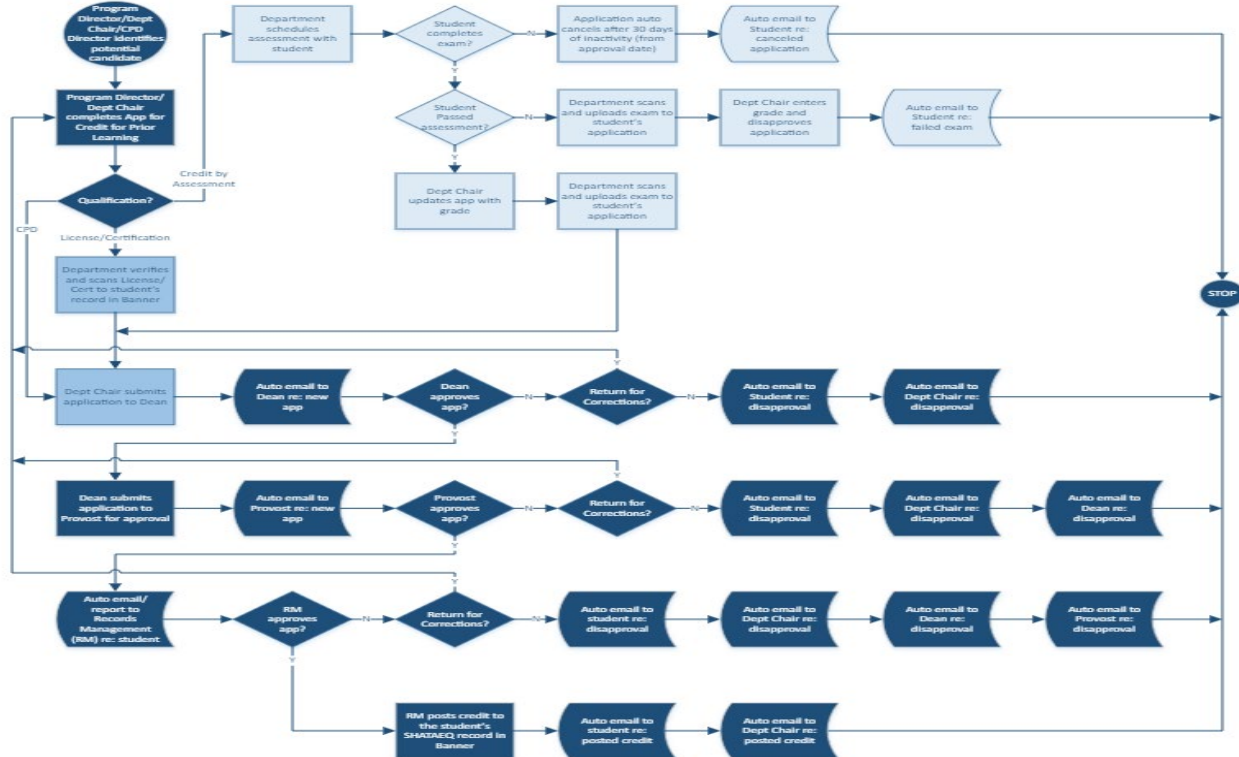 Program
Director/Dept
Chair/CPD
Director identifies
potential
candidate
Department
schedules
assessment with
student
Student
completes
exam?
N
Application auto
cancels after 30 days
of inactivity (from
approval date)
Auto email to
Student re:
canceled
application
Y
Program Director/
Dept Chair
completes App for
Credit for Prior
Learning
Student
Passed
assessment?
N
Department scans
and uploads exam to
student's
application
Dept Chair enters
grade and
disapproves
application
Auto email to
Student re:
failed exam
Y
Credit by
Assessment
Qualification?
Dept Chair
updates app with
grade
Department scans
and uploads exam to
student's
application
CPD
License/Certification
Department verifies
and scans License/
Cert to student's
record in Banner
STOP
Y
Dept Chair submits
application to Dean
Auto email to
Dean re: new
app
Dean
approves
app?
N
Return for
Corrections?
N
Auto email to
Student re:
disapproval
Auto email to
Dept Chair re:
disapproval
Y
Y
Dean submits
application to
Provost for approval
Auto email to
Provost re: new
app
Provost
approves
app?
N
Return for
Corrections?
N
Auto email to
Student re:
disapproval
Auto email to
Dept Chair re:
disapproval
Auto email to
Dean re:
disapproval
Y
Y
Auto email/
report to
Records
Management
(RM) re: student
RM
approves
app?
N
Return for
Corrections?
N
Auto email to
student re:
disapproval
Auto email to
Dept Chair re:
disapproval
Auto email to
Dean re:
disapproval
Auto email to
Provost re:
disapproval
Y
RM posts credit to
the student's
SHATAEQ record in
Banner
Auto email to
student re:
posted credit
Auto email to
Dept Chair re:
posted credit